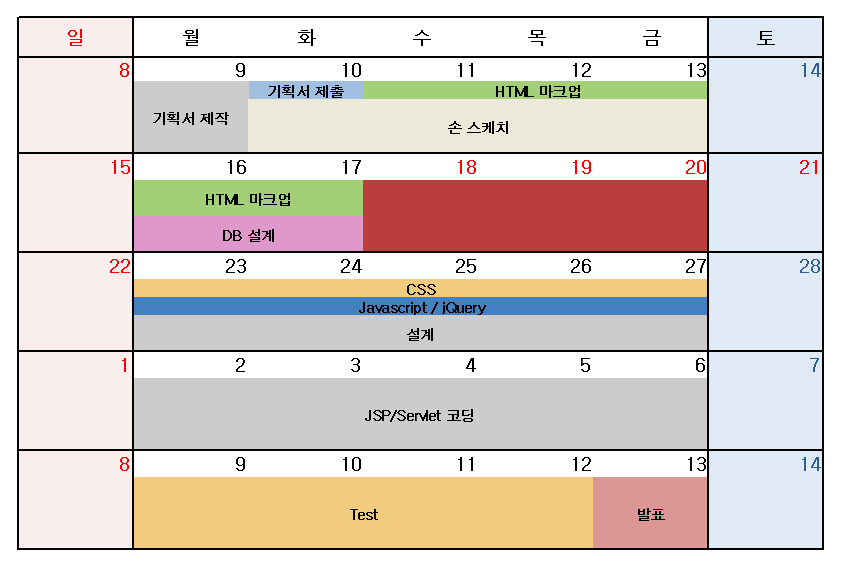 일 월 화 수 목 금 토
8 9 10 11 12 13 14
기획서 제출 HTML 마크업
기획서 제작 손 스케치
15 16 17 18 19 20 21
HTML 마크업
DB 설계
22 23 24 25 26 27 28
CSS
Javascript / jQuery
설계
1 2 3 4 5 6 7
JSP/Servlet 코딩
8 9 10 11 12 13 14
Test 발표